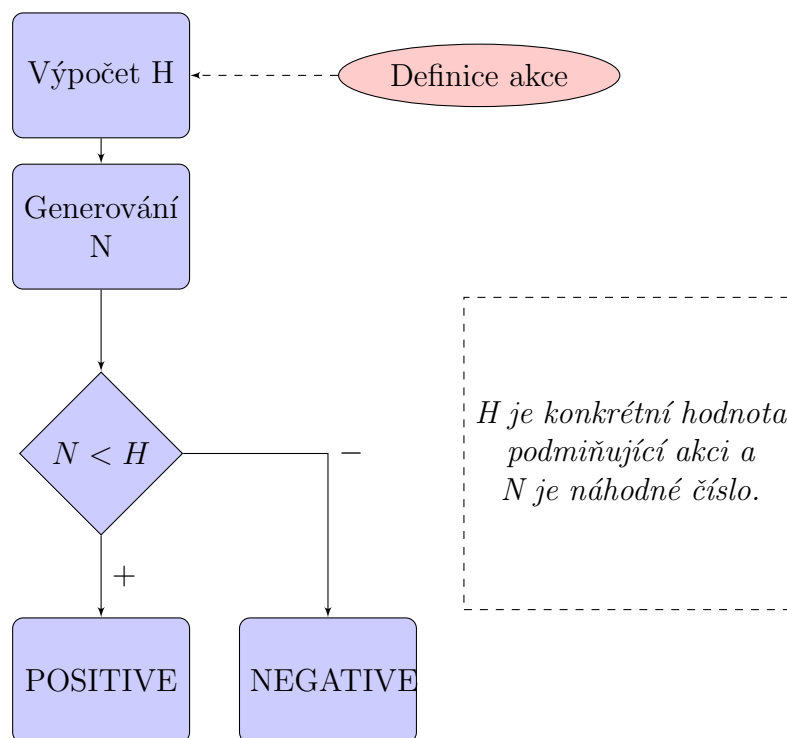 Výpočet H
Definice akce
Generování
N
H je konkrétní hodnota
podmiňující akci a
N je náhodné číslo.
N < H
−
+
POSITIVE
NEGATIVE